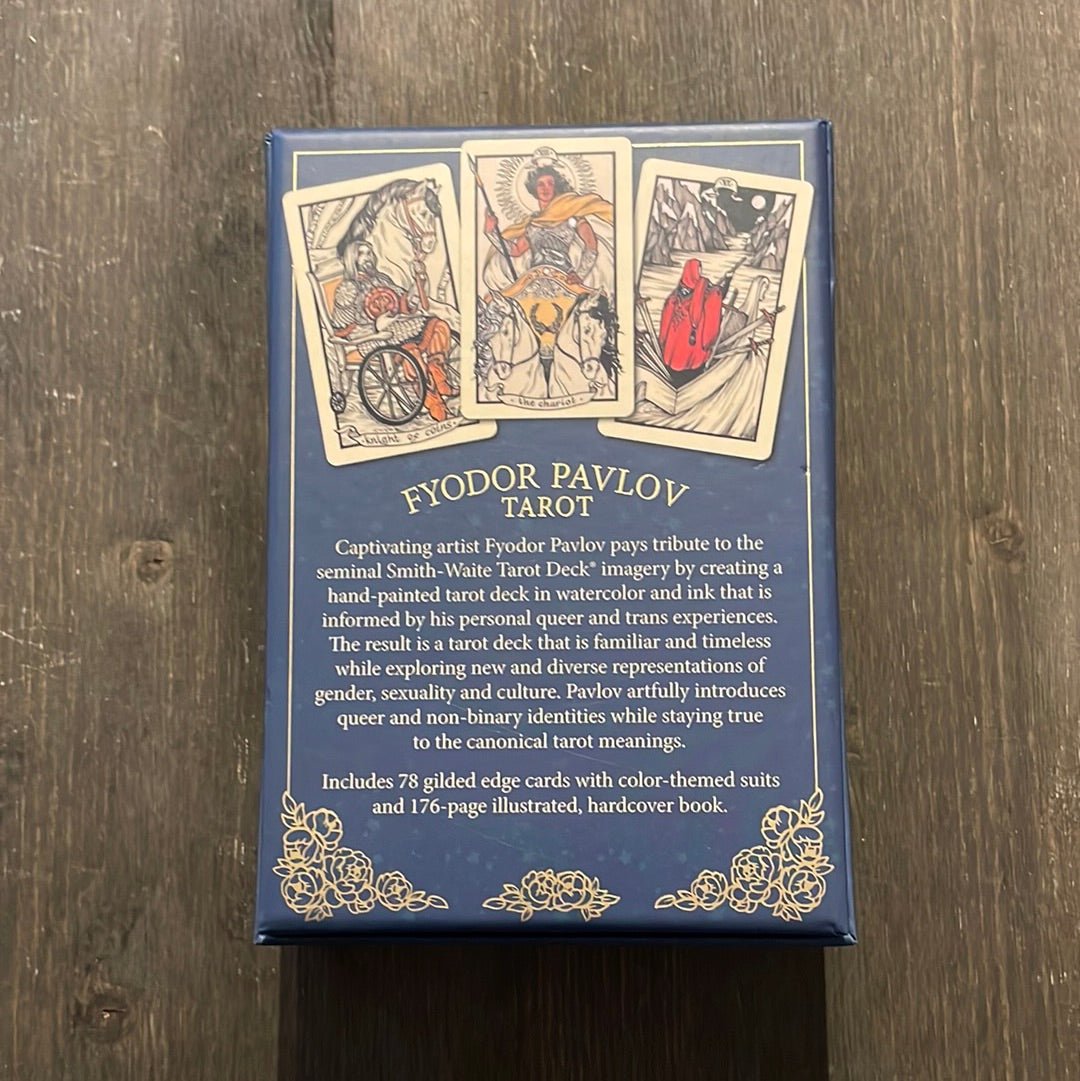 VII
VI
knight of coins
the chariot
FYODOR PAVLOV
TAROT
Captivating artist Fyodor Pavlov pays tribute to the
seminal Smith-Waite Tarot Deck® imagery by creating a
hand-painted tarot deck in watercolor and ink that is
informed by his personal queer and trans experiences.
The result is a tarot deck that is familiar and timeless
while exploring new and diverse representations of
gender, sexuality and culture. Pavlov artfully introduces
queer and non-binary identities while staying true
to the canonical tarot meanings.
Includes 78 gilded edge cards with color-themed suits
and 176-page illustrated, hardcover book.